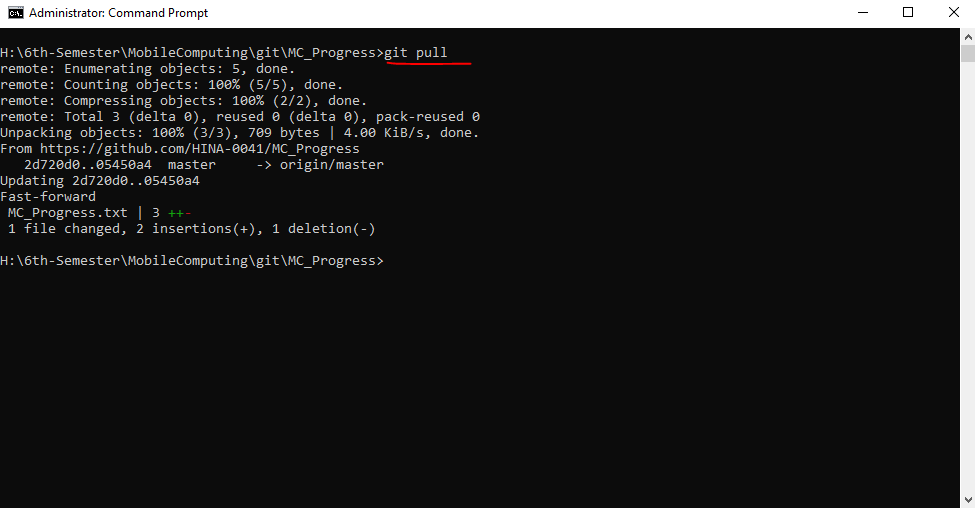 Administrator: Command Prompt
H:\6th-Semester\MobileComputing\git\MC_Progress>git pull
remote: Enumerating objects: 5, done.
remote: Counting objects: 100% (5/5), done.
remote: Compressing objects: 100% (2/2), done.
remote: Total 3 (delta 0), reused 0 (delta 0), pack-reused 0
Unpacking objects: 100% (3/3), 709 bytes | 4.00 KiB/s, done.
From https://github.com/HINA-0041/MC_Progress
   2d720d0..05450a4  master     -> origin/master
Updating 2d720d0..05450a4
Fast-forward
 MC_Progress.txt | 3 ++-
 1 file changed, 2 insertions(+), 1 deletion(-)
H:\6th-Semester\MobileComputing\git\MC_Progress>